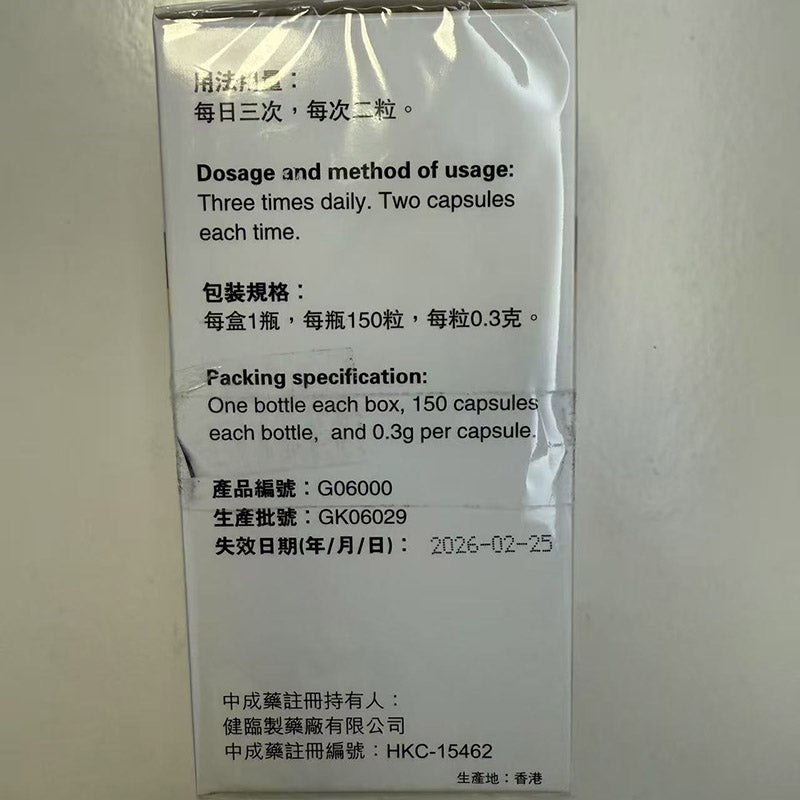 用法用量：
每日三次，每次二粒。
Dosage and method of usage:
Three times daily. Two capsules
each time.
包裝規格：
每盒1瓶，每瓶150粒，每粒0.3克。
Packing specification:
One bottle each box, 150 capsules
each bottle, and 0.3g per capsule.
產品編號：G06000
生產批號：GK06029
失效日期(年/月/日)： 2026-02-25
中成藥註冊持有人：
健臨製藥廠有限公司
中成藥註冊編號：HKC-15462
生產地：香港